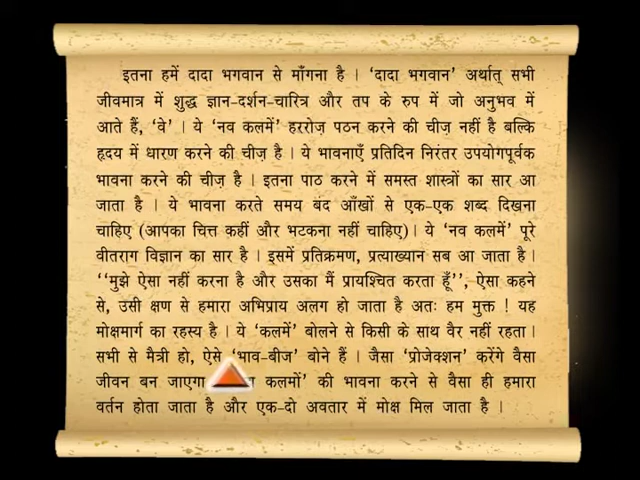 इतना हमें दादा भगवान से माँगना है | 'दादा भगवान' अर्थात् सभी
जीवमात्र में शुद्ध ज्ञान-दर्शन-चारित्र और तप के रुप में जो अनुभव में
आते हैं, 'वे' | ये 'नव कलमें' हररोज़ पठन करने की चीज़ नहीं है बल्कि
हृदय में धारण करने की चीज़ है | ये भावनाएँ प्रतिदिन निरंतर उपयोगपूर्वक
भावना करने की चीज़ है | इतना पाठ करने में समस्त शास्त्रों का सार आ
जाता है | ये भावना करते समय बंद आँखों से एक-एक शब्द दिखना
चाहिए (आपका चित्त कहीं और भटकना नहीं चाहिए)| ये 'नव कलमें' पूरे
वीतराग विज्ञान का सार है | इसमें प्रतिक्रमण, प्रत्याख्यान सब आ जाता है |
''मुझे ऐसा नहीं करना है और उसका मैं प्रायश्चित करता हूँ'', ऐसा कहने
से, उसी क्षण से हमारा अभिप्राय अलग हो जाता है अतः हम मुक्त ! यह
मोक्षमार्ग का रहस्य है | ये 'कलमें' बोलने से किसी के साथ वैर नहीं रहता |
सभी से मैत्री हो, ऐसे 'भाव-बीज' बोने हैं | जैसा 'प्रोजेक्शन' करेंगे वैसा
जीवन बन जाएगा कलमों' की भावना करने से वैसा ही हमारा
वर्तन होता जाता है और एक-दो अवतार में मोक्ष मिल जाता है |